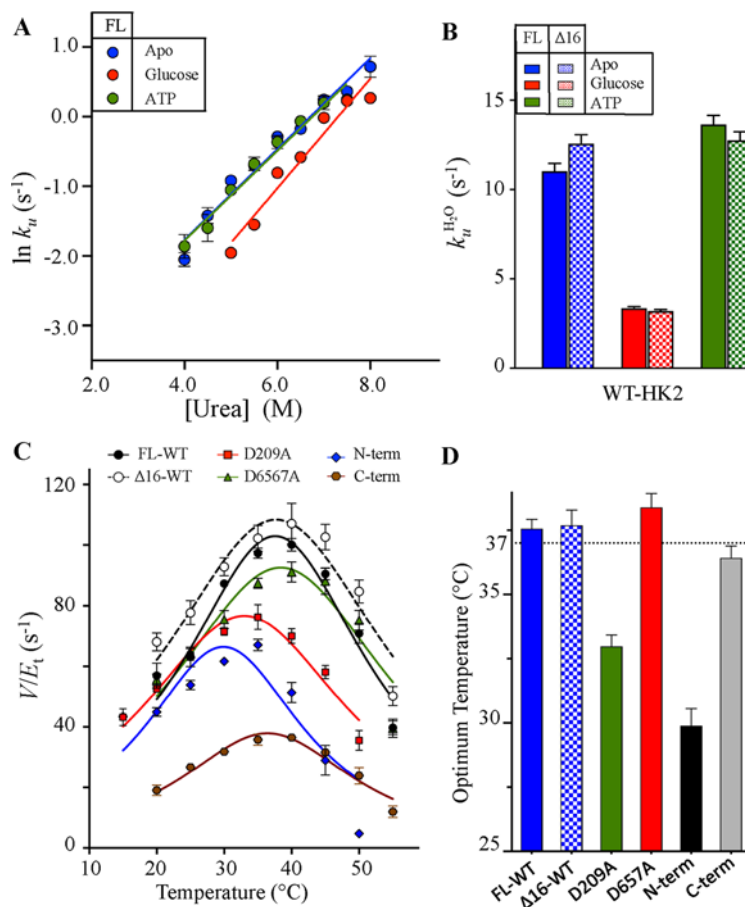 A
FL
Apo
Glucose
ATP
1.0
0.0
-1.0
-2.0
-3.0
ln kᵤ (s⁻¹)
2.0 4.0 6.0 8.0
[Urea] (M)
B
FL Δ16
Apo
Glucose
ATP
15
10
5
0
kᵤ^H₂O (s⁻¹)
WT-HK2
C
FL-WT D209A N-term
Δ16-WT D6567A C-term
120
80
40
0
V/Eₜ (s⁻¹)
10 20 30 40 50
Temperature (°C)
D
37
35
30
25
Optimum Temperature (°C)
FL-WT
Δ16-WT
D209A
D657A
N-term
C-term